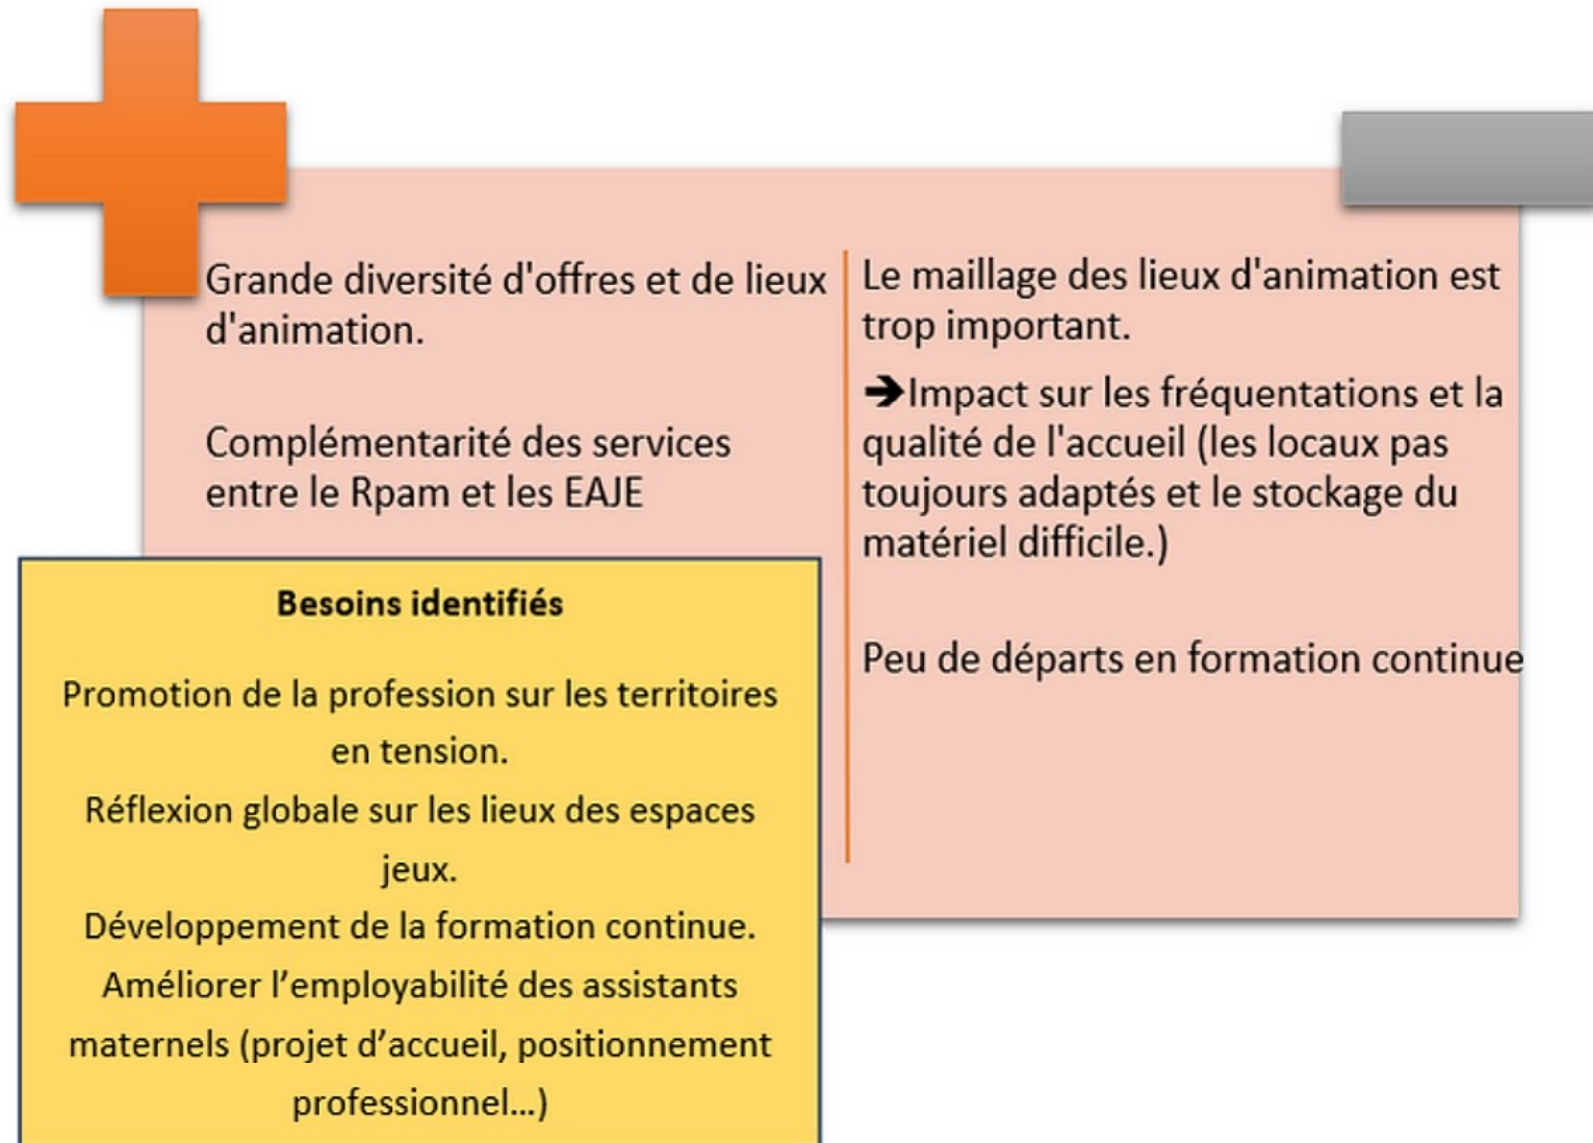 Grande diversité d'offres et de lieux
d'animation.
Complémentarité des services
entre le Rpam et les EAJE
Le maillage des lieux d'animation est
trop important.
➔Impact sur les fréquentations et la
qualité de l'accueil (les locaux pas
toujours adaptés et le stockage du
matériel difficile.)
Peu de départs en formation continue
Besoins identifiés
Promotion de la profession sur les territoires
en tension.
Réflexion globale sur les lieux des espaces
jeux.
Développement de la formation continue.
Améliorer l’employabilité des assistants
maternels (projet d’accueil, positionnement
professionnel…)